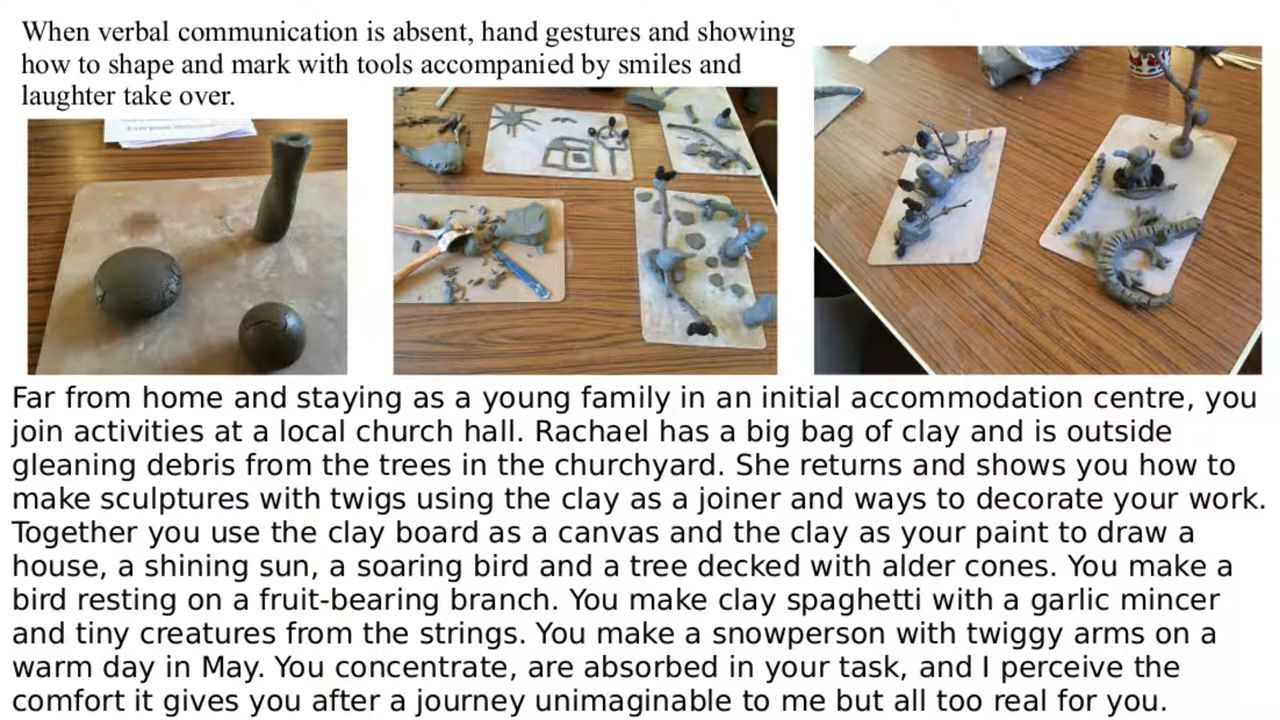 When verbal communication is absent, hand gestures and showing
how to shape and mark with tools accompanied by smiles and
laughter take over.
Far from home and staying as a young family in an initial accommodation centre, you
join activities at a local church hall. Rachael has a big bag of clay and is outside
gleaning debris from the trees in the churchyard. She returns and shows you how to
make sculptures with twigs using the clay as a joiner and ways to decorate your work.
Together you use the clay board as a canvas and the clay as your paint to draw a
house, a shining sun, a soaring bird and a tree decked with alder cones. You make a
bird resting on a fruit-bearing branch. You make clay spaghetti with a garlic mincer
and tiny creatures from the strings. You make a snowperson with twiggy arms on a
warm day in May. You concentrate, are absorbed in your task, and I perceive the
comfort it gives you after a journey unimaginable to me but all too real for you.